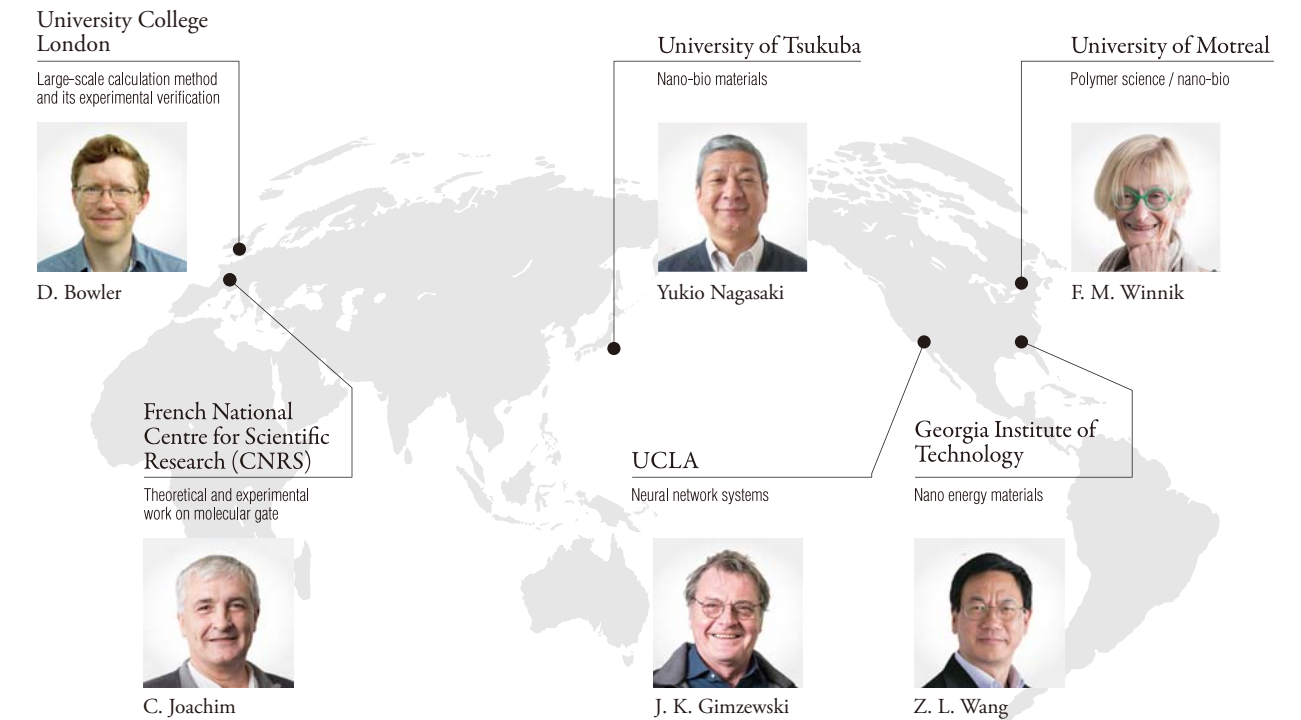 University College
London
Large-scale calculation method
and its experimental verification
D. Bowler
University of Tsukuba
Nano-bio materials
Yukio Nagasaki
University of Motreal
Polymer science / nano-bio
F. M. Winnik
French National
Centre for Scientific
Research (CNRS)
Theoretical and experimental
work on molecular gate
C. Joachim
UCLA
Neural network systems
J. K. Gimzewski
Georgia Institute of
Technology
Nano energy materials
Z. L. Wang